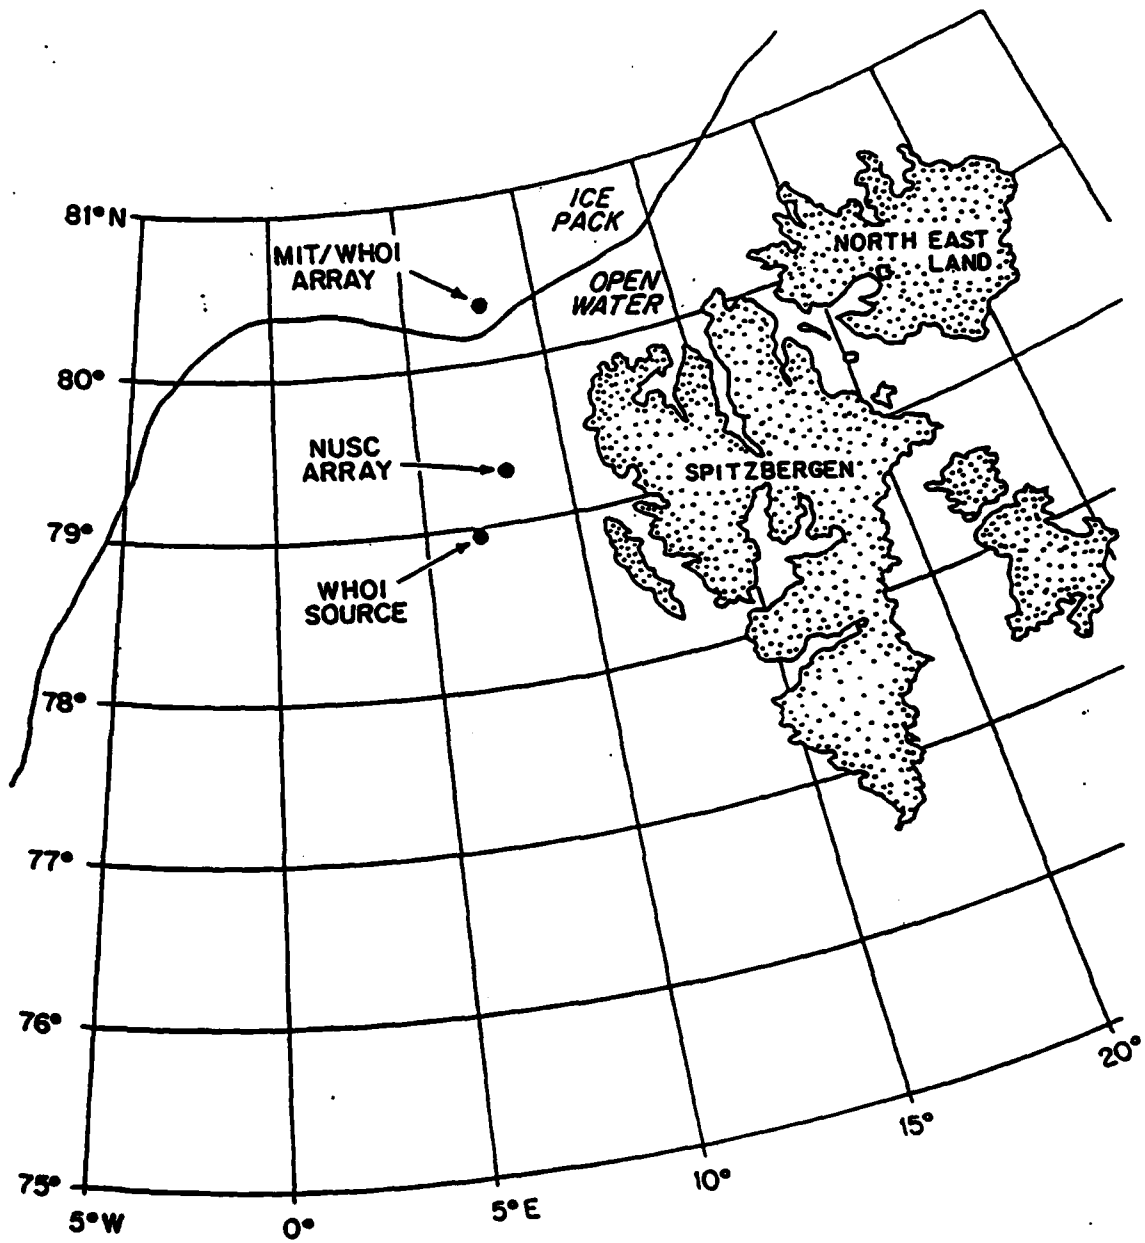 81° N
ICE
PACK
MIT/WHOI
ARRAY
OPEN
WATER
NORTH EAST
LAND
80°
NUSC
ARRAY
SPITZBERGEN
79°
WHOI
SOURCE
78°
77°
76°
75°
5° W
0°
5° E
10°
15°
20°